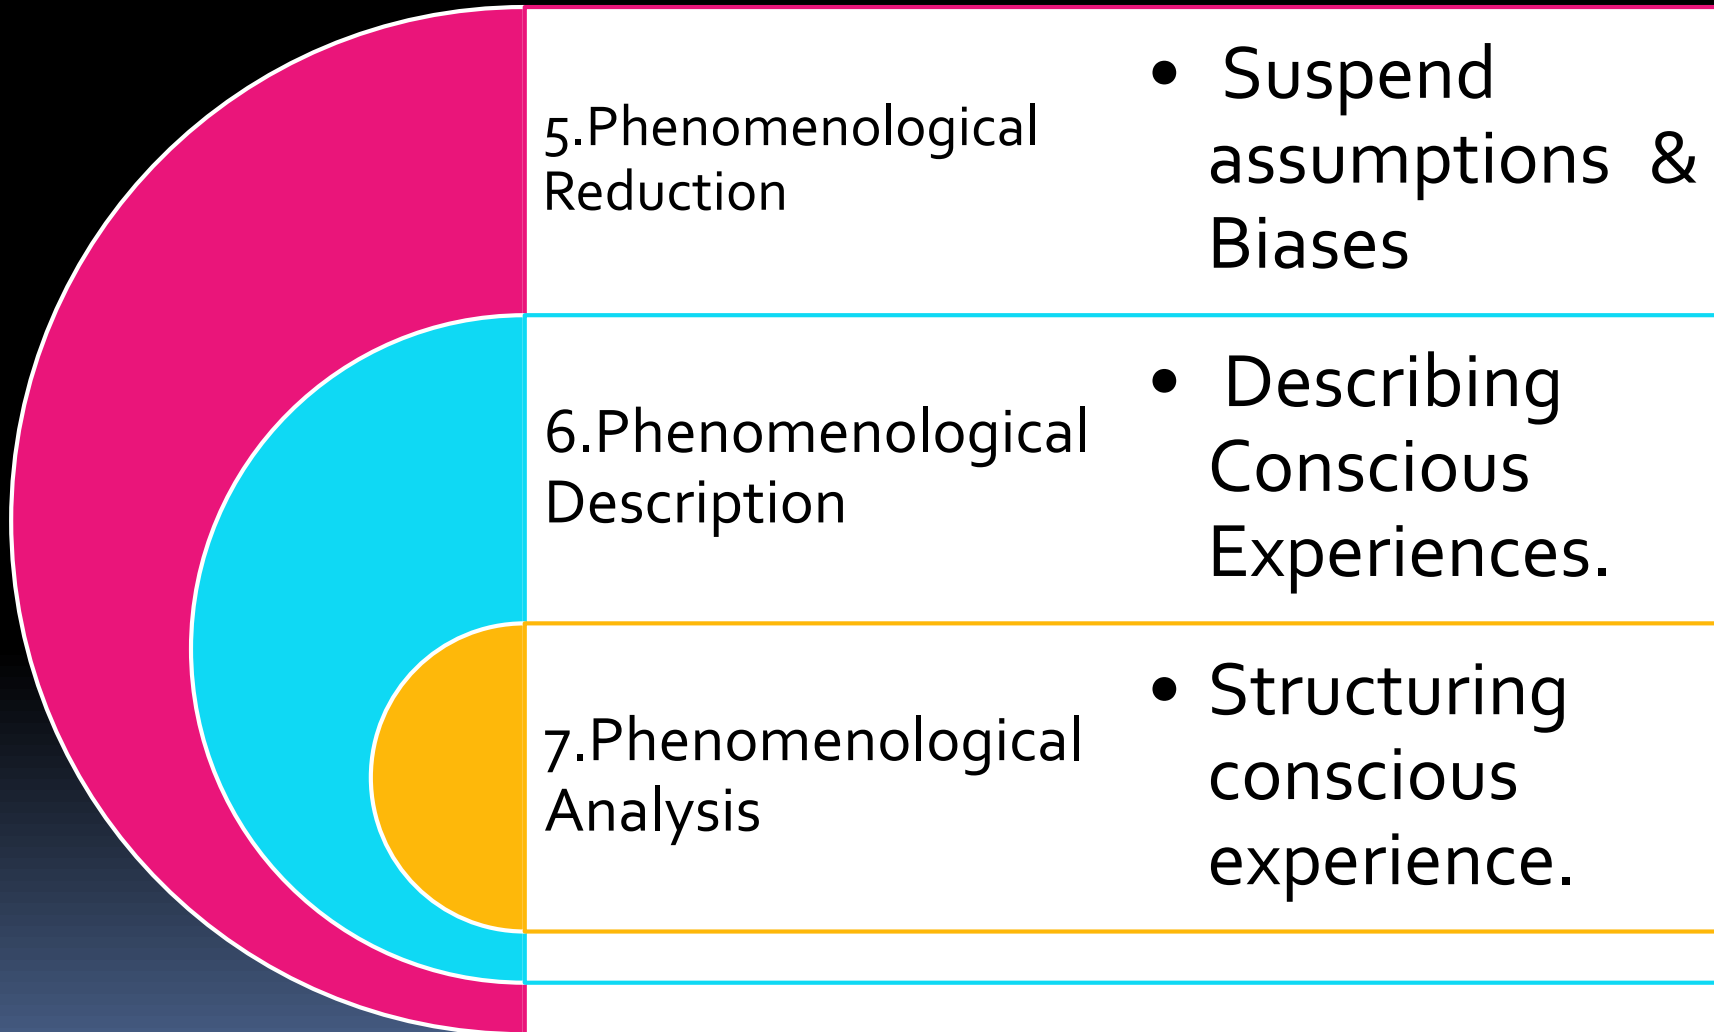 5.Phenomenological
Reduction
• Suspend
assumptions &
Biases
6.Phenomenological
Description
• Describing
Conscious
Experiences.
7.Phenomenological
Analysis
• Structuring
conscious
experience.